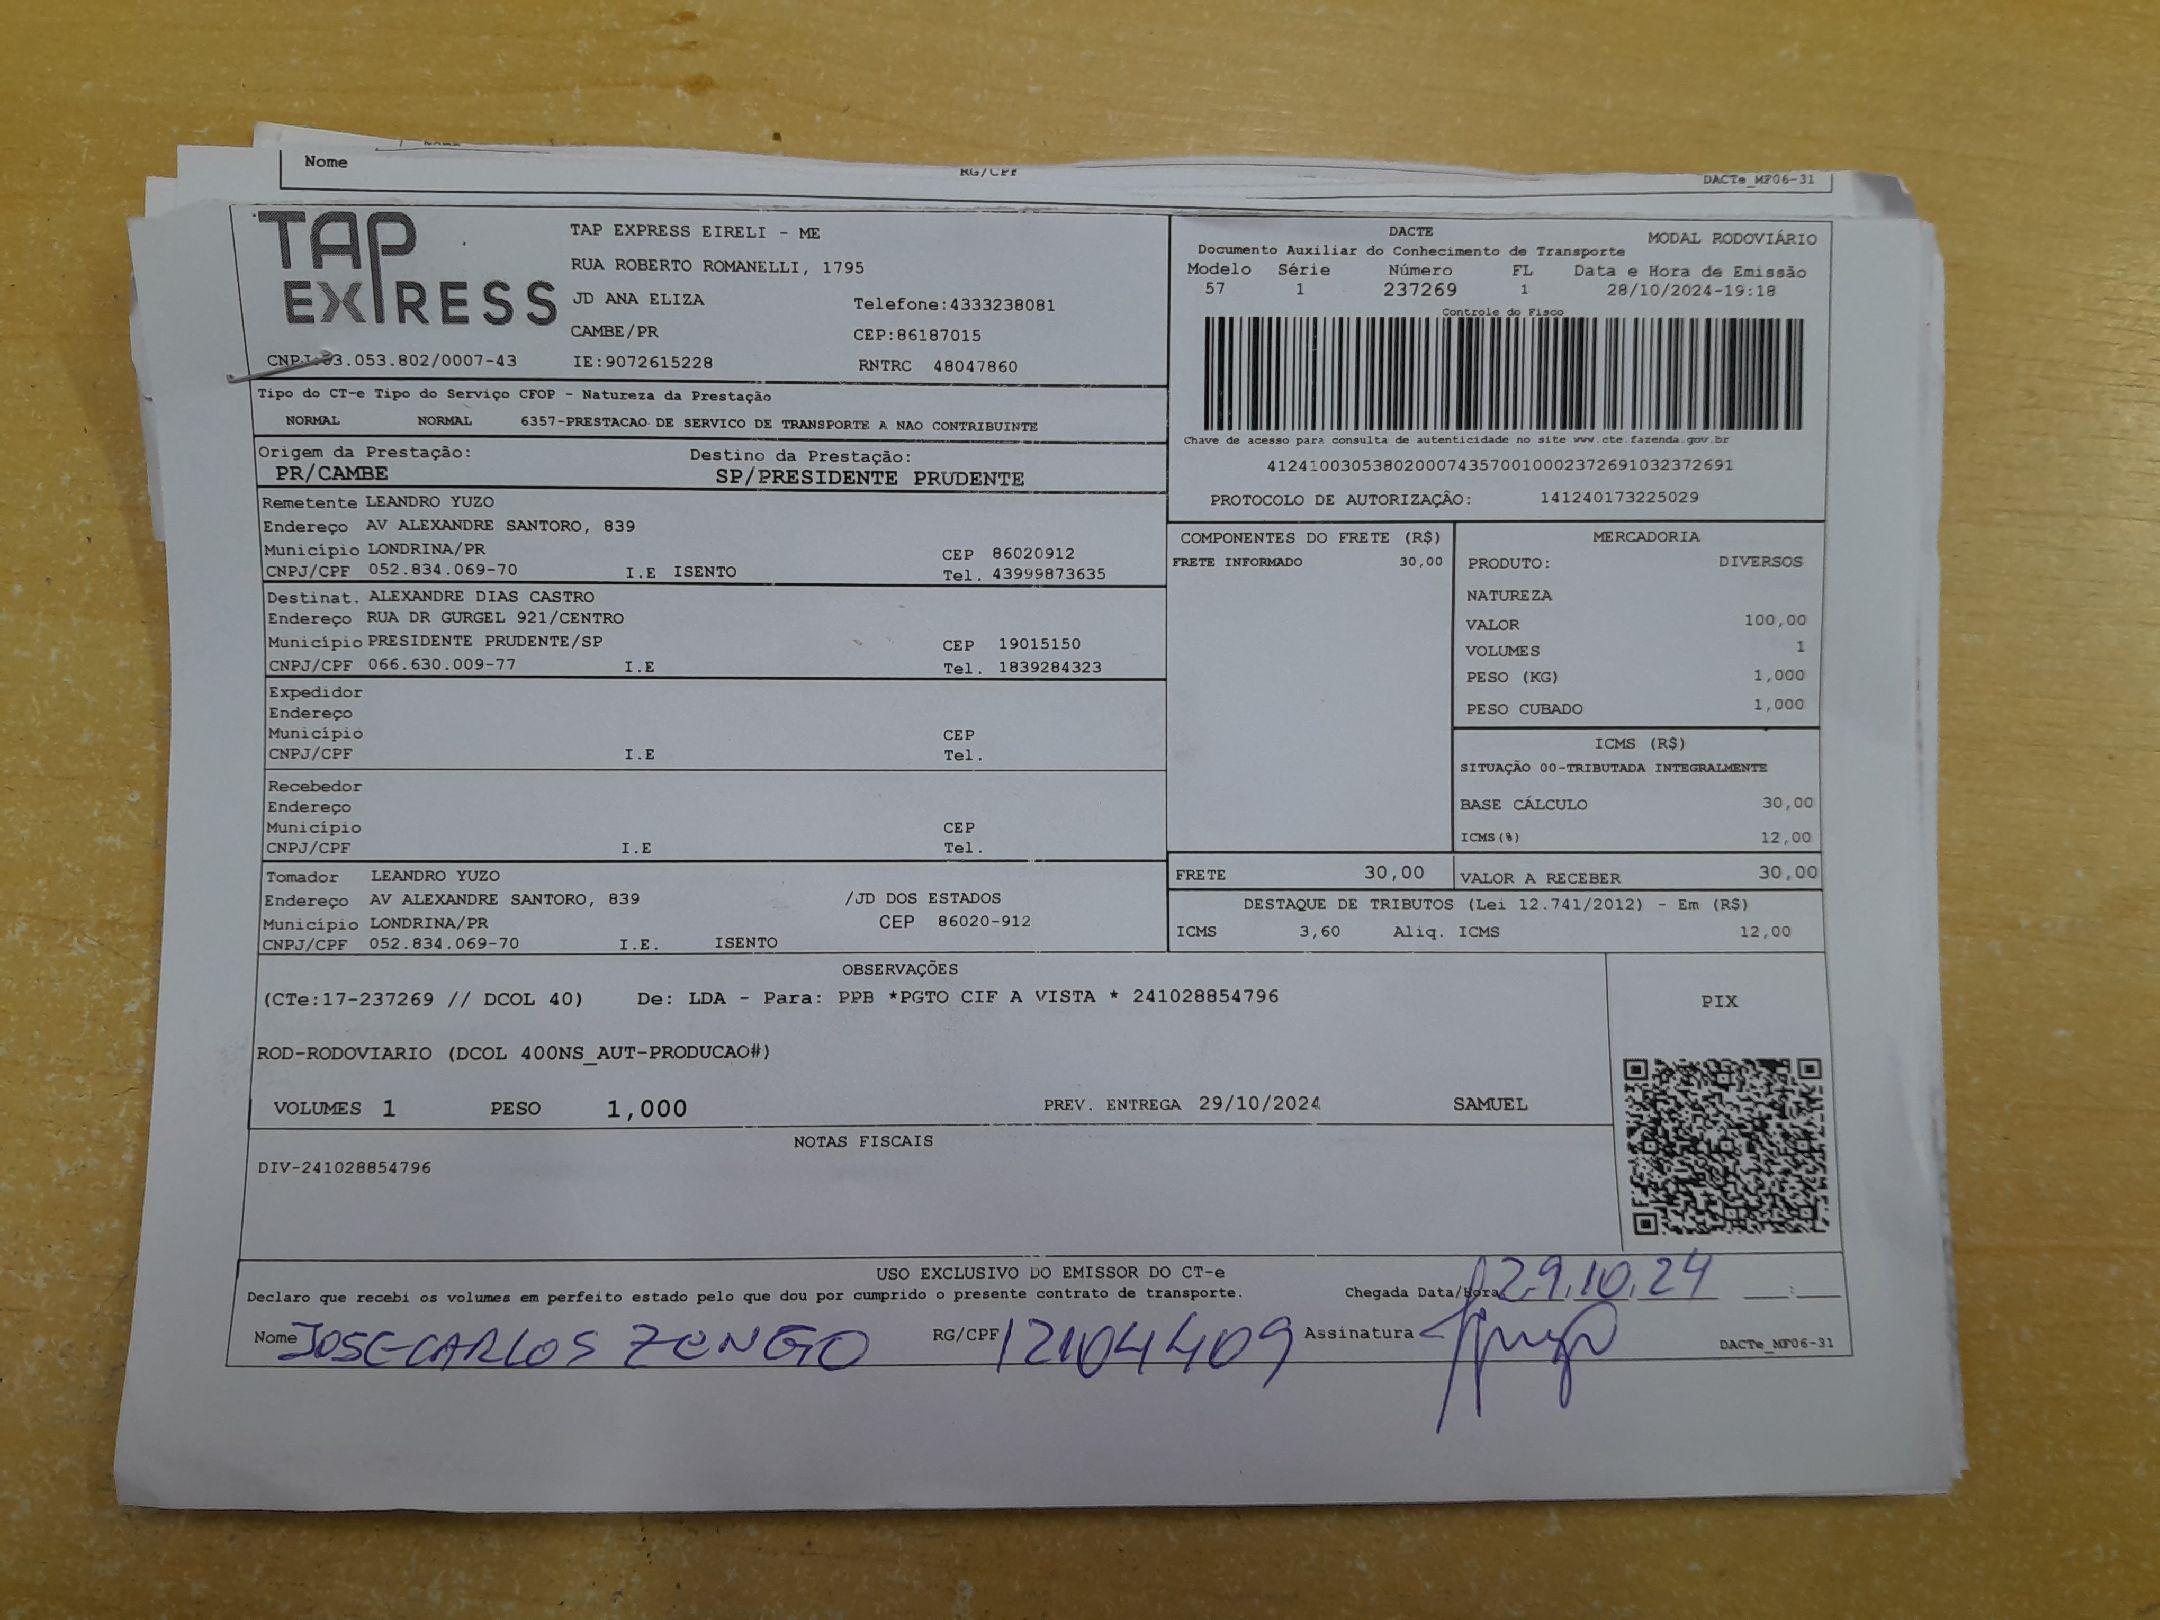 Nome
RG/CPF
DACTe_MF06-31
TAP
EXPRESS
TAP EXPRESS EIRELI - ME
RUA ROBERTO ROMANELLI, 1795
JD ANA ELIZA Telefone:4333238081
CAMBE/PR CEP:86187015
CNPJ:03.053.802/0007-43 IE:9072615228 RNTRC 48047860
DACTE
Documento Auxiliar do Conhecimento de Transporte MODAL RODOVIÁRIO
Modelo Série Número FL Data e Hora de Emissão
57 1 237269 1 28/10/2024-19:18
Controle do Fisco
Chave de acesso para consulta de autenticidade no site www.cte.fazenda.gov.br
41241003053802000743570010002372691032372691
PROTOCOLO DE AUTORIZAÇÃO: 141240173225029
Tipo do CT-e Tipo do Serviço CFOP - Natureza da Prestação
NORMAL NORMAL 6357-PRESTACAO DE SERVICO DE TRANSPORTE A NAO CONTRIBUINTE
Origem da Prestação: Destino da Prestação:
PR/CAMBE SP/PRESIDENTE PRUDENTE
Remetente LEANDRO YUZO
Endereço AV ALEXANDRE SANTORO, 839
Município LONDRINA/PR CEP 86020912
CNPJ/CPF 052.834.069-70 I.E ISENTO Tel. 43999873635
Destinat. ALEXANDRE DIAS CASTRO
Endereço RUA DR GURGEL 921/CENTRO
Município PRESIDENTE PRUDENTE/SP CEP 19015150
CNPJ/CPF 066.630.009-77 I.E Tel. 1839284323
Expedidor
Endereço
Município CEP
CNPJ/CPF I.E Tel.
Recebedor
Endereço
Município CEP
CNPJ/CPF I.E Tel.
Tomador LEANDRO YUZO
Endereço AV ALEXANDRE SANTORO, 839 /JD DOS ESTADOS
Município LONDRINA/PR CEP 86020-912
CNPJ/CPF 052.834.069-70 I.E. ISENTO
COMPONENTES DO FRETE (R$)
FRETE INFORMADO 30,00
MERCADORIA
PRODUTO: DIVERSOS
NATUREZA
VALOR 100,00
VOLUMES 1
PESO (KG) 1,000
PESO CUBADO 1,000
ICMS (R$)
SITUAÇÃO 00-TRIBUTADA INTEGRALMENTE
BASE CÁLCULO 30,00
ICMS(%) 12,00
FRETE 30,00 VALOR A RECEBER 30,00
DESTAQUE DE TRIBUTOS (Lei 12.741/2012) - Em (R$)
ICMS 3,60 Aliq. ICMS 12,00
OBSERVAÇÕES
(CTe:17-237269 // DCOL 40) De: LDA - Para: PPB *PGTO CIF A VISTA * 241028854796
ROD-RODOVIARIO (DCOL 400NS_AUT-PRODUCAO#)
VOLUMES 1 PESO 1,000 PREV. ENTREGA 29/10/2024 SAMUEL
PIX
NOTAS FISCAIS
DIV-241028854796
USO EXCLUSIVO DO EMISSOR DO CT-e
Declaro que recebi os volumes em perfeito estado pelo que dou por cumprido o presente contrato de transporte. Chegada Data/Hora 29.10.24 __:__
Nome JOSE CARLOS ZENGO RG/CPF 12104409 Assinatura
DACTe_MF06-31